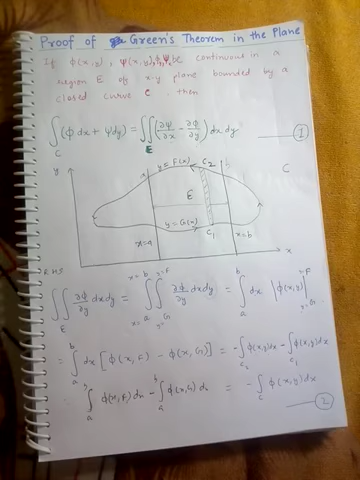 Proof of Green's Theorem in the Plane
If ϕ(x,y), ψ(x,y), be continuous in a
region E of x-y plane bounded by a
closed curve C, then
∫_C (ϕ dx + ψ dy) = ∬_E (∂ψ/∂x - ∂ϕ/∂y) dx dy —①
y y = F(x) C₂ C
E
y = G(x) C₁
x=a x=b x
RHS
∬_E ∂ϕ/∂y dx dy = ∫_{x=a}^{x=b} ∫_{y=G}^{y=F} ∂ϕ/∂y dx dy = ∫_a^b dx |ϕ(x,y)|_{y=G}^{y=F}
= ∫_a^b dx [ϕ(x,F) - ϕ(x,G)] = -∫_{C₂} ϕ(x,y)dx - ∫_{C₁} ϕ(x,y)dx
= ∫_a^b ϕ(x,F)dx - ∫_a^b ϕ(x,G)dx = -∫_C ϕ(x,y)dx
—②